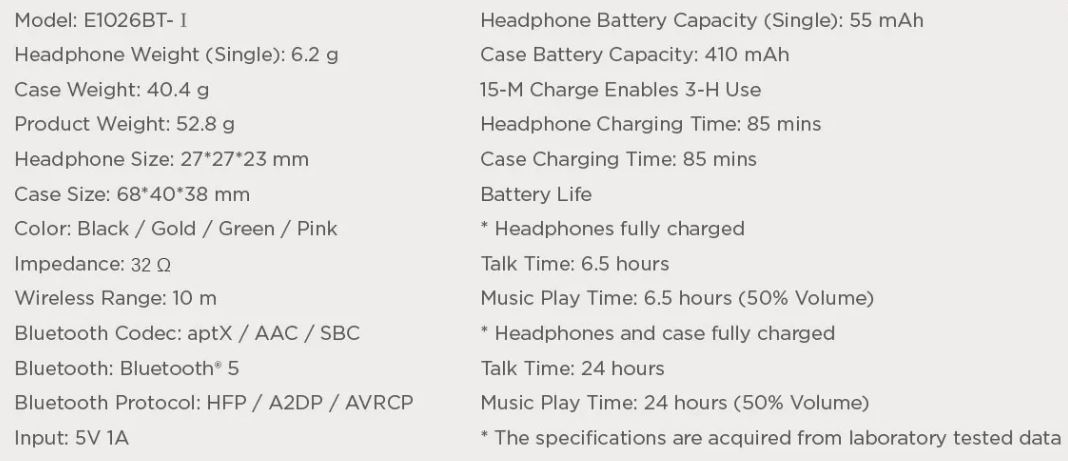 Model: E1026BT- I
Headphone Weight (Single): 6.2 g
Case Weight: 40.4 g
Product Weight: 52.8 g
Headphone Size: 27*27*23 mm
Case Size: 68*40*38 mm
Color: Black / Gold / Green / Pink
Impedance: 32 Ω
Wireless Range: 10 m
Bluetooth Codec: aptX / AAC / SBC
Bluetooth: Bluetooth® 5
Bluetooth Protocol: HFP / A2DP / AVRCP
Input: 5V 1A
Headphone Battery Capacity (Single): 55 mAh
Case Battery Capacity: 410 mAh
15-M Charge Enables 3-H Use
Headphone Charging Time: 85 mins
Case Charging Time: 85 mins
Battery Life
* Headphones fully charged
Talk Time: 6.5 hours
Music Play Time: 6.5 hours (50% Volume)
* Headphones and case fully charged
Talk Time: 24 hours
Music Play Time: 24 hours (50% Volume)
* The specifications are acquired from laboratory tested data